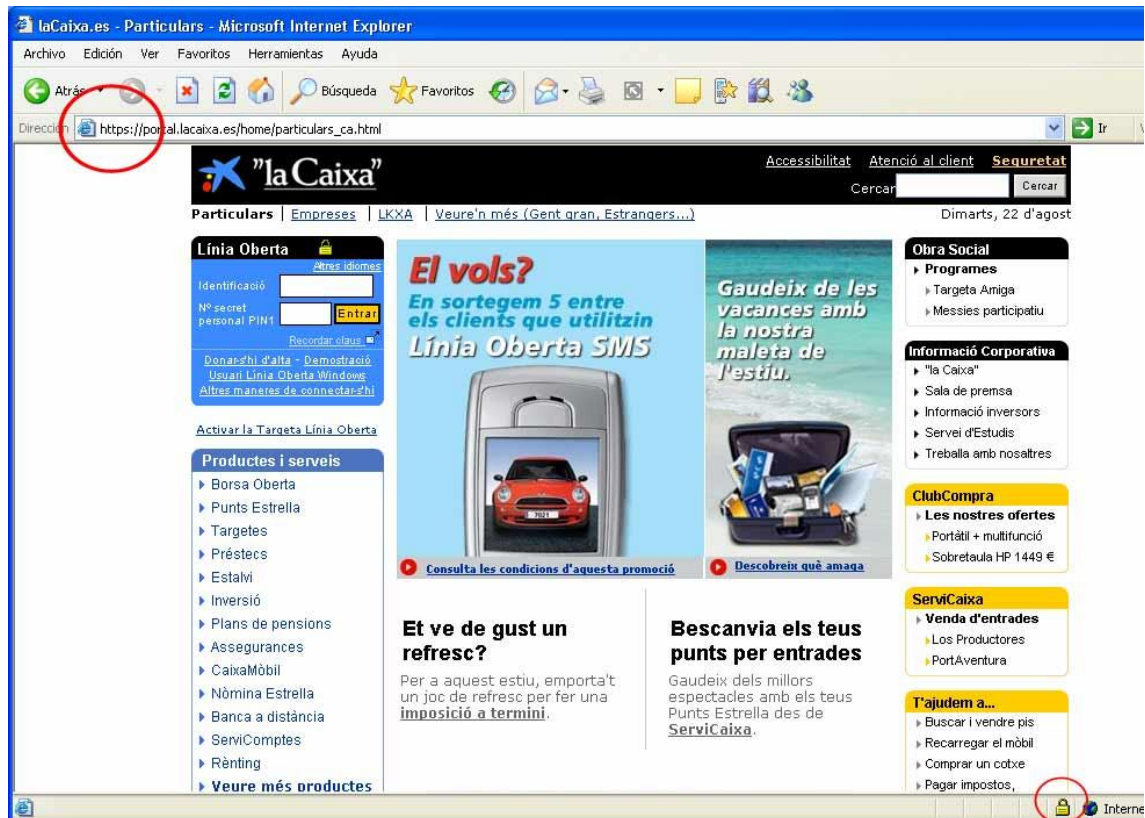 laCaixa.es - Particulars - Microsoft Internet Explorer
Archivo Edición Ver Favoritos Herramientas Ayuda
Atrás Búsqueda Favoritos
Dirección https://portal.lacaixa.es/home/particulars_ca.html Ir
"la Caixa"
Accessibilitat Atenció al client Seguretat
Cercar Cercar
Particulars | Empreses | LKXA | Veure'n més (Gent gran, Estrangers...)
Dimarts, 22 d'agost
Línia Oberta
Altres idiomes
Identificació
Nº secret
personal PIN1 Entrar
Recordar claus
Donar-s'hi d'alta - Demostració
Usuari Línia Oberta Windows
Altres maneres de connectar-s'hi
Activar la Targeta Línia Oberta
Productes i serveis
Borsa Oberta
Punts Estrella
Targetes
Préstecs
Estalvi
Inversió
Plans de pensions
Assegurances
CaixaMòbil
Nòmina Estrella
Banca a distància
ServiComptes
Rènting
Veure més productes
El vols?
En sortegem 5 entre
els clients que utilitzin
Línia Oberta SMS
7021
Consulta les condicions d'aquesta promoció
Gaudeix de les
vacances amb
la nostra
maleta de
l'estiu.
Descobreix què amaga
Et ve de gust un
refresc?
Per a aquest estiu, emporta't
un joc de refresc per fer una
imposició a termini.
Bescanvia els teus
punts per entrades
Gaudeix dels millors
espectacles amb els teus
Punts Estrella des de
ServiCaixa.
Obra Social
Programes
Targeta Amiga
Messies participatiu
Informació Corporativa
"la Caixa"
Sala de premsa
Informació inversors
Servei d'Estudis
Treballa amb nosaltres
ClubCompra
Les nostres ofertes
Portàtil + multifunció
Sobretaula HP 1449 €
ServiCaixa
Venda d'entrades
Los Productores
PortAventura
T'ajudem a...
Buscar i vendre pis
Recarregar el mòbil
Comprar un cotxe
Pagar impostos,
Interne